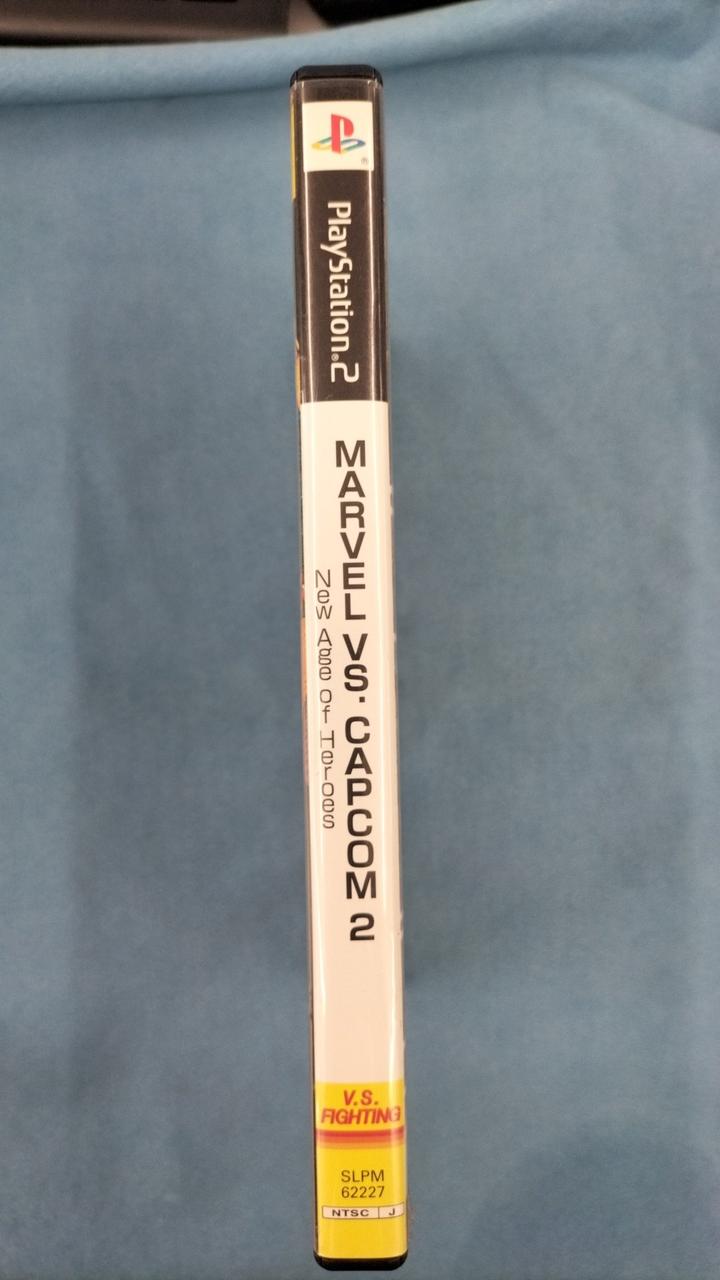 PlayStation®2
MARVEL VS. CAPCOM 2
New Age of Heroes
V.S.
FIGHTING
SLPM
62227
NTSC J